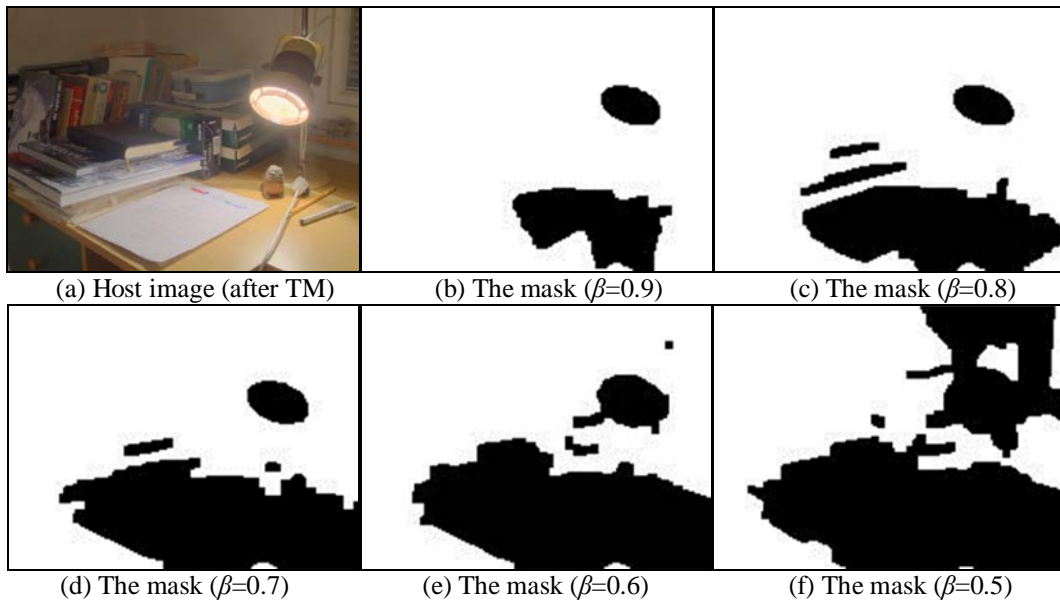 (a) Host image (after TM)
(b) The mask (β=0.9)
(c) The mask (β=0.8)
(d) The mask (β=0.7)
(e) The mask (β=0.6)
(f) The mask (β=0.5)